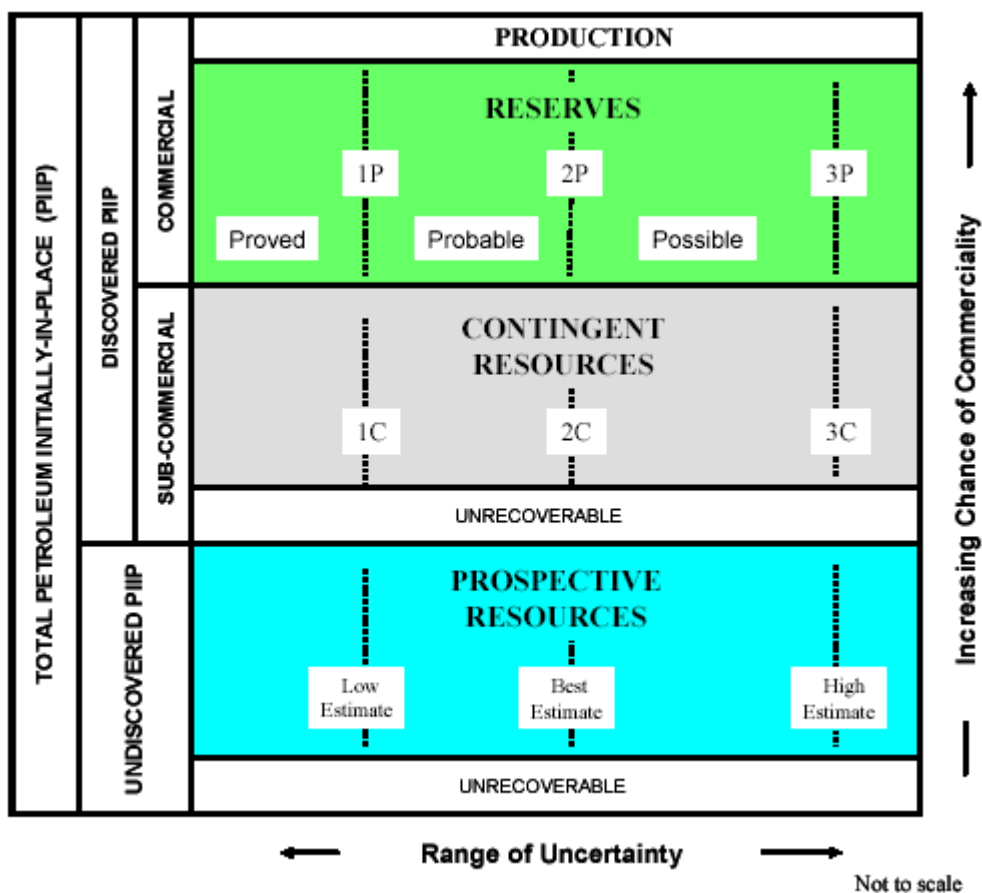 TOTAL PETROLEUM INITIALLY-IN-PLACE (PIIP)
DISCOVERED PIIP
UNDISCOVERED PIIP
COMMERCIAL
SUB-COMMERCIAL
PRODUCTION
RESERVES
1P
2P
3P
Proved
Probable
Possible
CONTINGENT
RESOURCES
1C
2C
3C
UNRECOVERABLE
PROSPECTIVE
RESOURCES
Low
Estimate
Best
Estimate
High
Estimate
UNRECOVERABLE
Increasing Chance of Commerciality
Range of Uncertainty
Not to scale